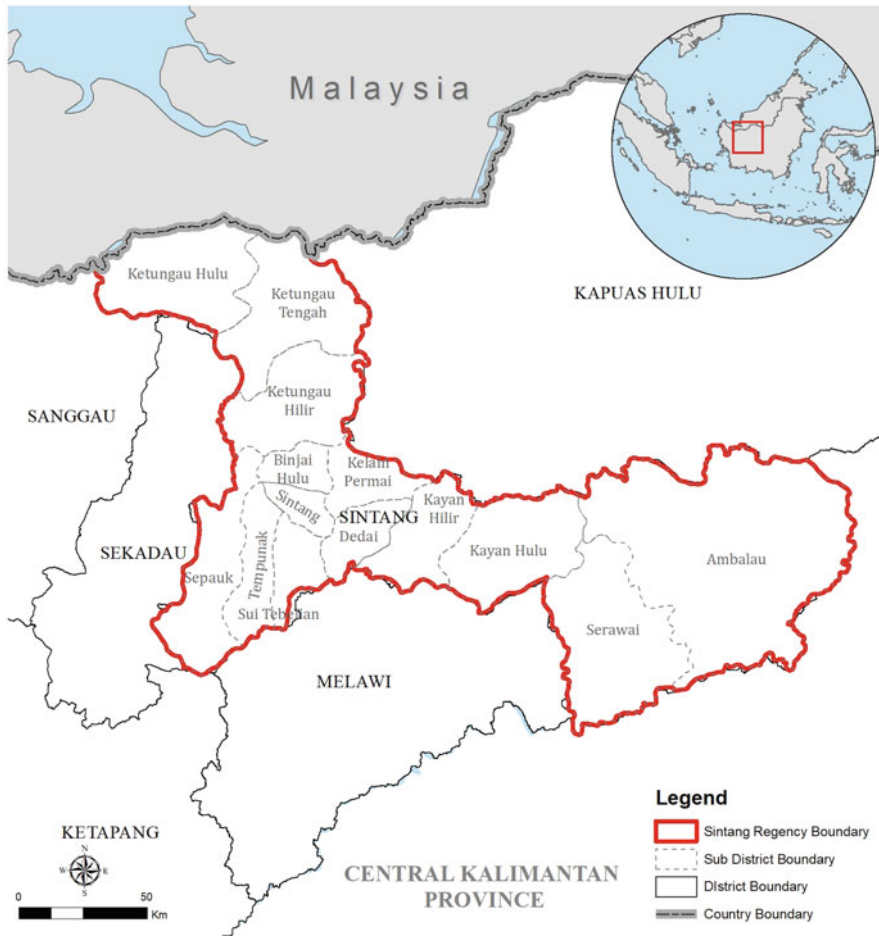 Malaysia
Ketungau Hulu
Ketungau
Tengah
KAPUAS HULU
Ketungau
Hilir
SANGGAU
Binjai
Hulu
Kelam
Permai
Sintang
SINTANG
Kayan
Hilir
Dedai
SEKADAU
Kayan Hulu
Ambalau
Sepauk
Tempunak
Sui Tebelian
Serawai
MELAWI
KETAPANG
N
W
E
S
0
50
Km
CENTRAL KALIMANTAN
PROVINCE
Legend
Sintang Regency Boundary
Sub District Boundary
DIstrict Boundary
Country Boundary